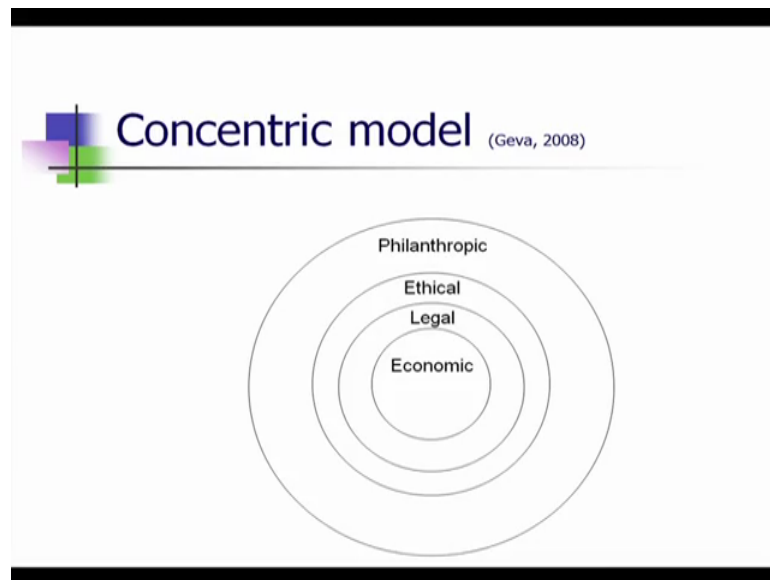 Concentric model (Geva, 2008)
Philanthropic
Ethical
Legal
Economic